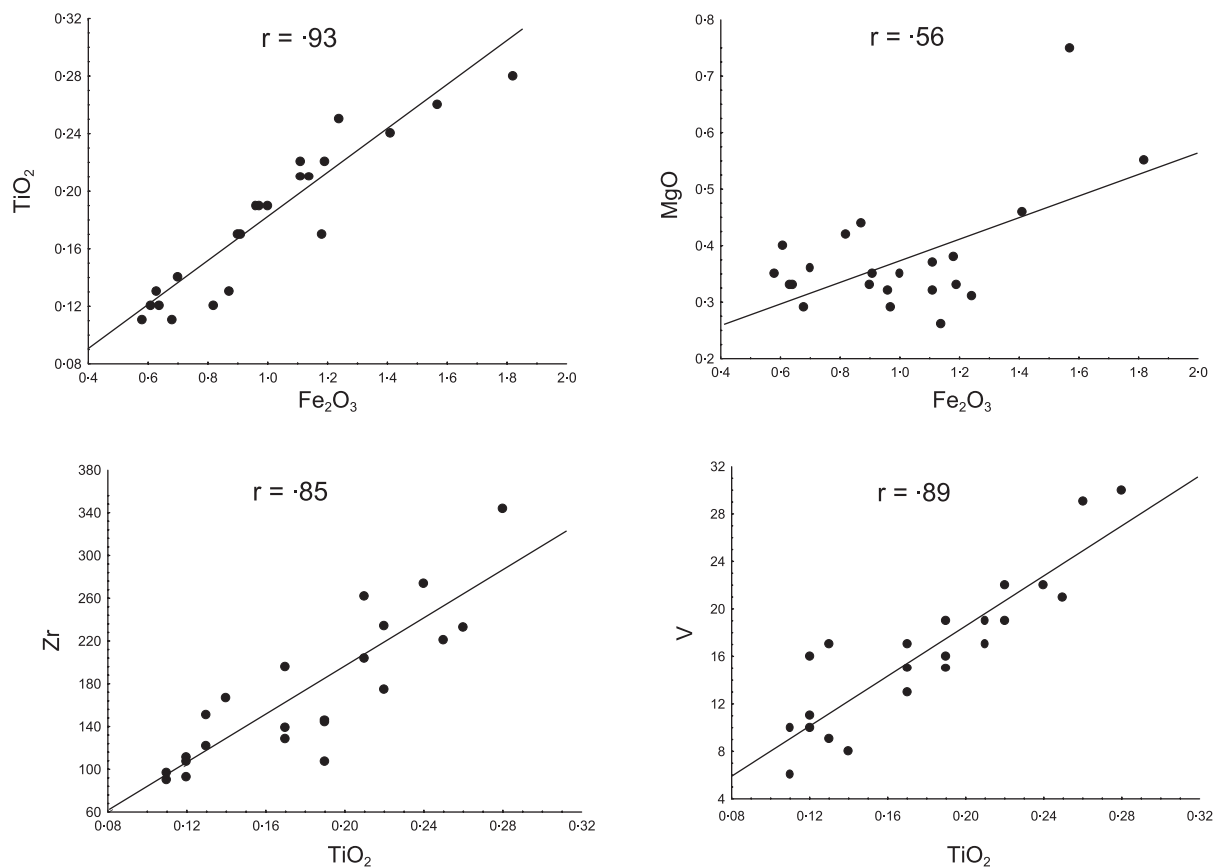 0·32
0·28
0·24
0·20
0·16
0·12
0·08
TiO₂
r = ·93
0·4 0·6 0·8 1·0 1·2 1·4 1·6 1·8 2·0
Fe₂O₃
0·8
0·7
0·6
0·5
0·4
0·3
0·2
MgO
r = ·56
0·4 0·6 0·8 1·0 1·2 1·4 1·6 1·8 2·0
Fe₂O₃
380
340
300
260
220
180
140
100
60
Zr
r = ·85
0·08 0·12 0·16 0·20 0·24 0·28 0·32
TiO₂
32
28
24
20
16
12
8
4
V
r = ·89
0·08 0·12 0·16 0·20 0·24 0·28 0·32
TiO₂